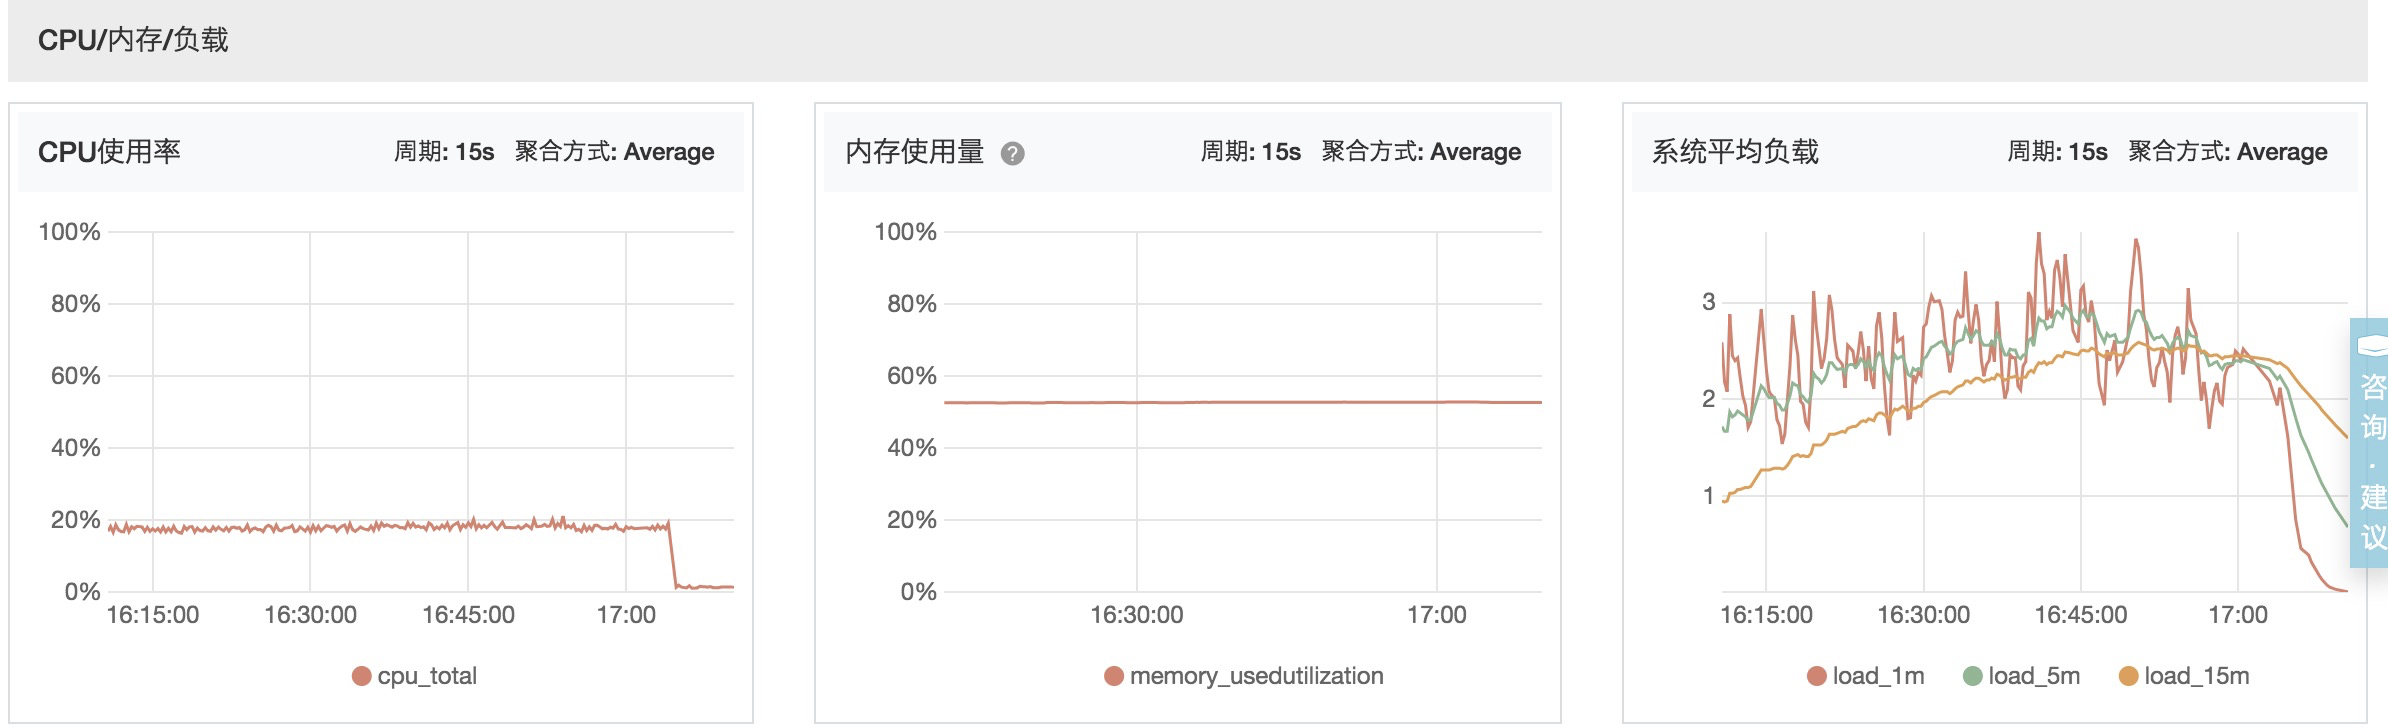 CPU/内存/负载
CPU使用率 周期: 15s 聚合方式: Average
100%
80%
60%
40%
20%
0%
16:15:00 16:30:00 16:45:00 17:00
cpu_total
内存使用量 ? 周期: 15s 聚合方式: Average
100%
80%
60%
40%
20%
0%
16:30:00 17:00
memory_usedutilization
系统平均负载 周期: 15s 聚合方式: Average
3
2
1
16:15:00 16:30:00 16:45:00 17:00
load_1m load_5m load_15m
咨询·建议